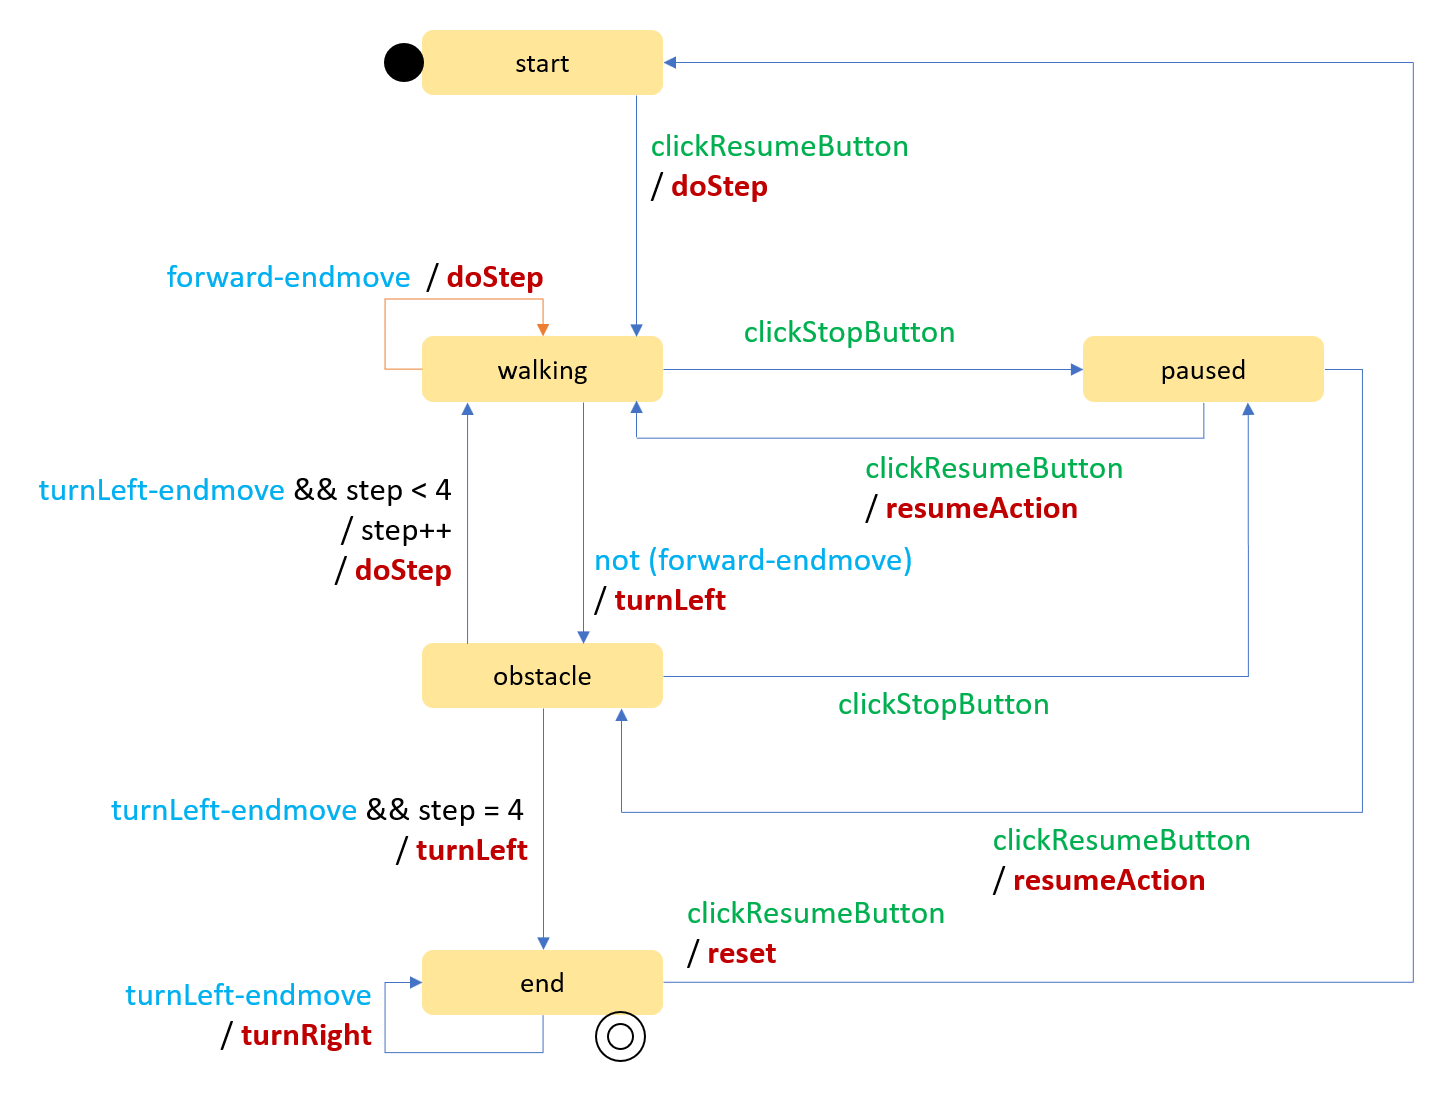 start
clickResumeButton
/ doStep
forward-endmove / doStep
clickStopButton
walking
paused
clickResumeButton
/ resumeAction
turnLeft-endmove && step < 4
/ step++
/ doStep
not (forward-endmove)
/ turnLeft
obstacle
clickStopButton
turnLeft-endmove && step = 4
/ turnLeft
clickResumeButton
/ resumeAction
clickResumeButton
/ reset
end
turnLeft-endmove
/ turnRight